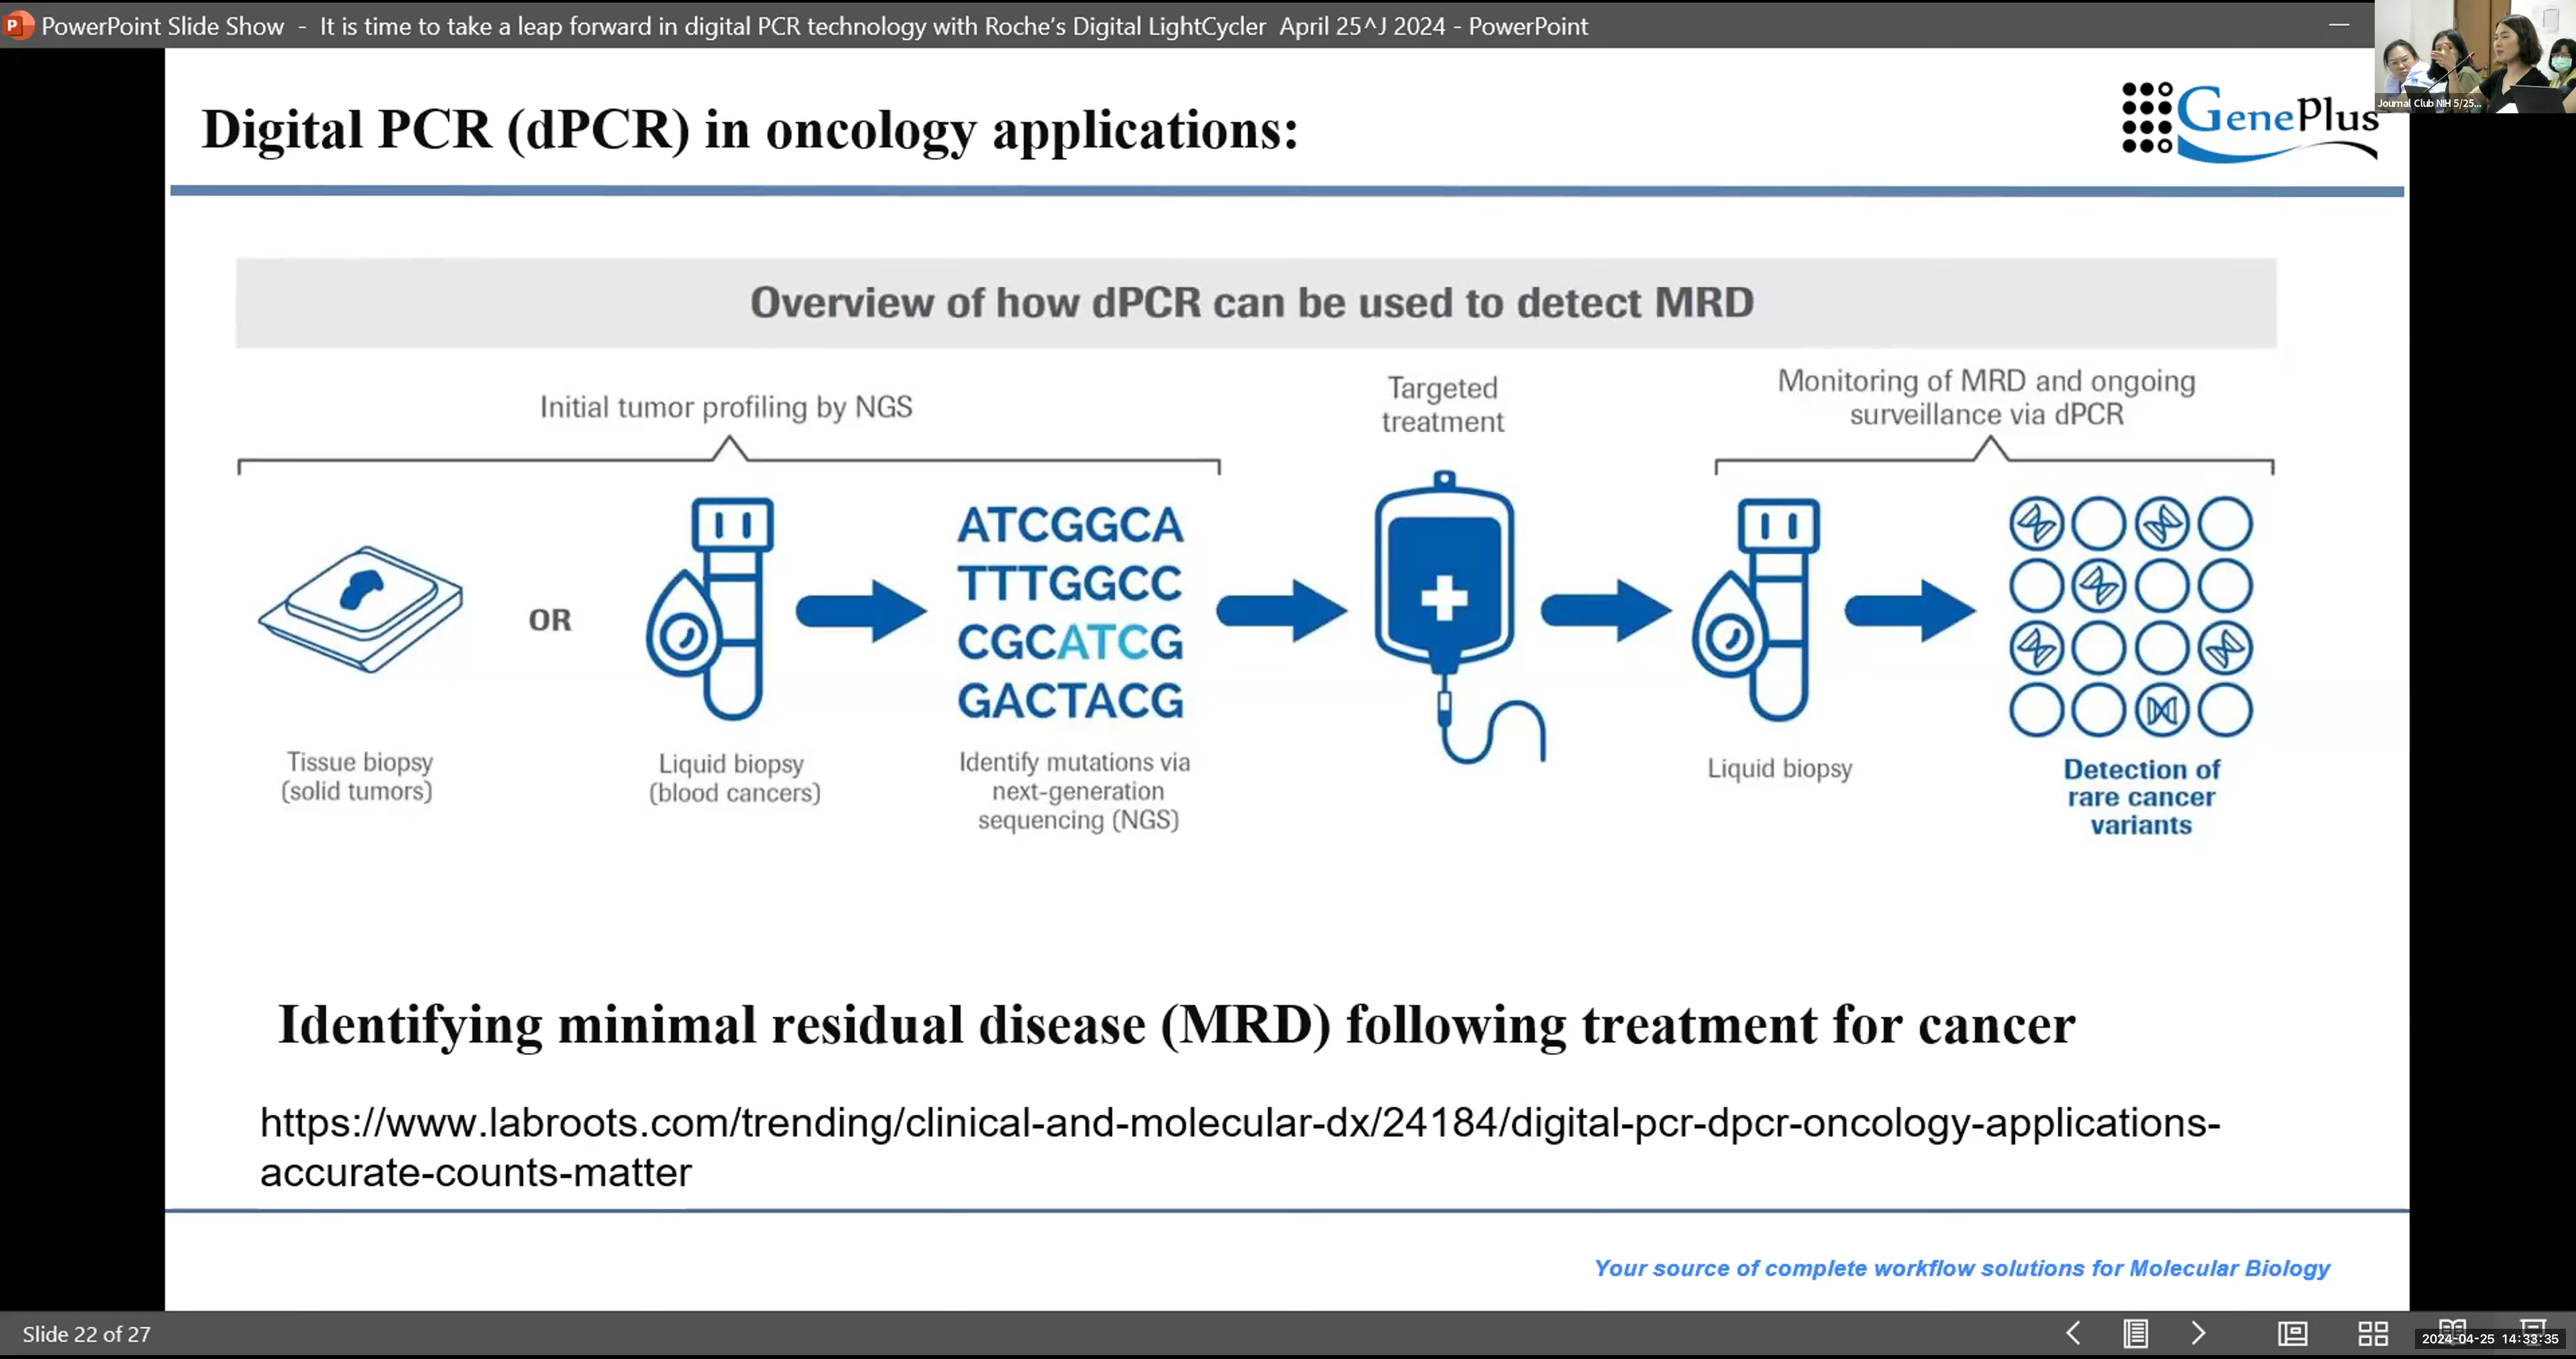 PowerPoint Slide Show - It is time to take a leap forward in digital PCR technology with Roche's Digital LightCycler April 25^J 2024 - PowerPoint
Journal Club NIH 5/25...
Digital PCR (dPCR) in oncology applications:
GenePlus
Overview of how dPCR can be used to detect MRD
Initial tumor profiling by NGS
Targeted
treatment
Monitoring of MRD and ongoing
surveillance via dPCR
OR
ATCGGCA
TTTGGCC
CGCATCG
GACTACG
Tissue biopsy
(solid tumors)
Liquid biopsy
(blood cancers)
Identify mutations via
next-generation
sequencing (NGS)
Liquid biopsy
Detection of
rare cancer
variants
Identifying minimal residual disease (MRD) following treatment for cancer
https://www.labroots.com/trending/clinical-and-molecular-dx/24184/digital-pcr-dpcr-oncology-applications-
accurate-counts-matter
Your source of complete workflow solutions for Molecular Biology
Slide 22 of 27
2024-04-25 14:33:35